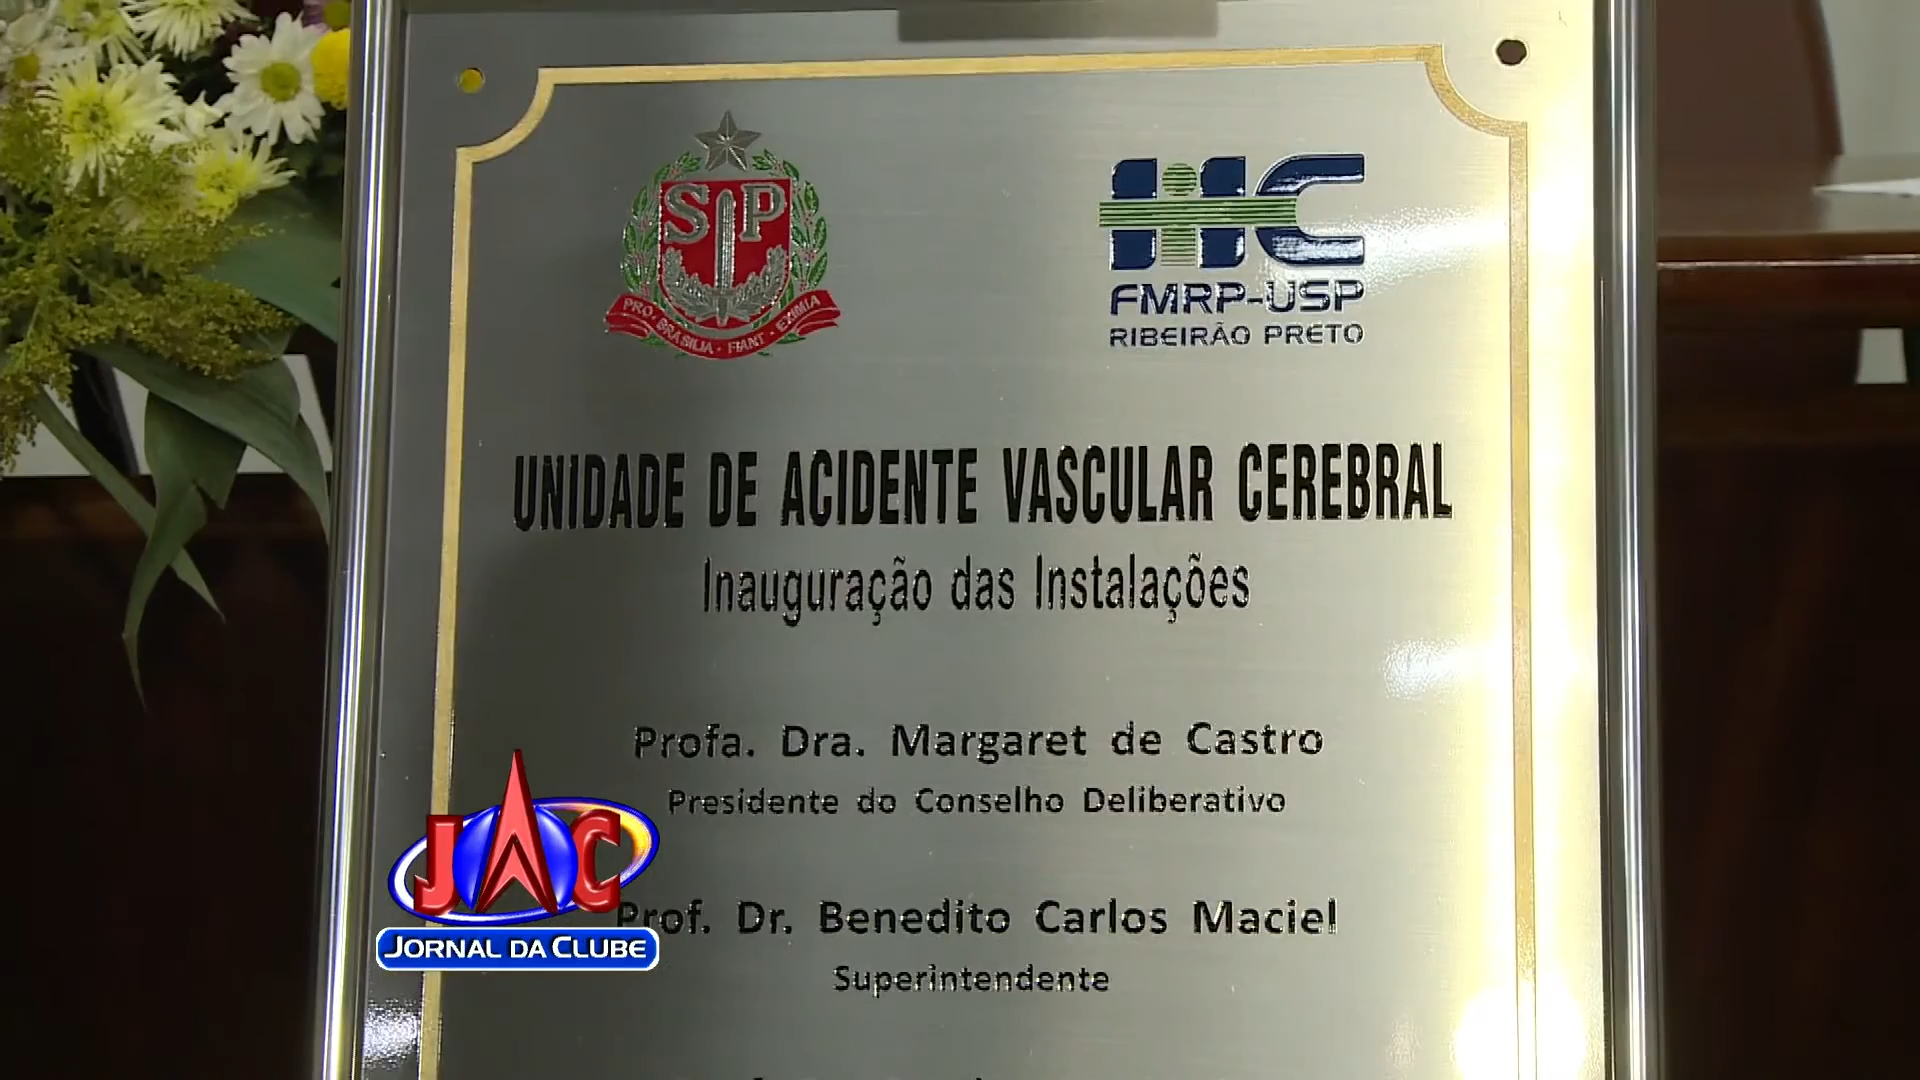 SP
PRO · BRASILIA · FIANT · EXIMIA
HC
FMRP-USP
RIBEIRÃO PRETO
UNIDADE DE ACIDENTE VASCULAR CEREBRAL
Inauguração das Instalações
Profa. Dra. Margaret de Castro
Presidente do Conselho Deliberativo
Prof. Dr. Benedito Carlos Maciel
Superintendente
JAC
JORNAL DA CLUBE